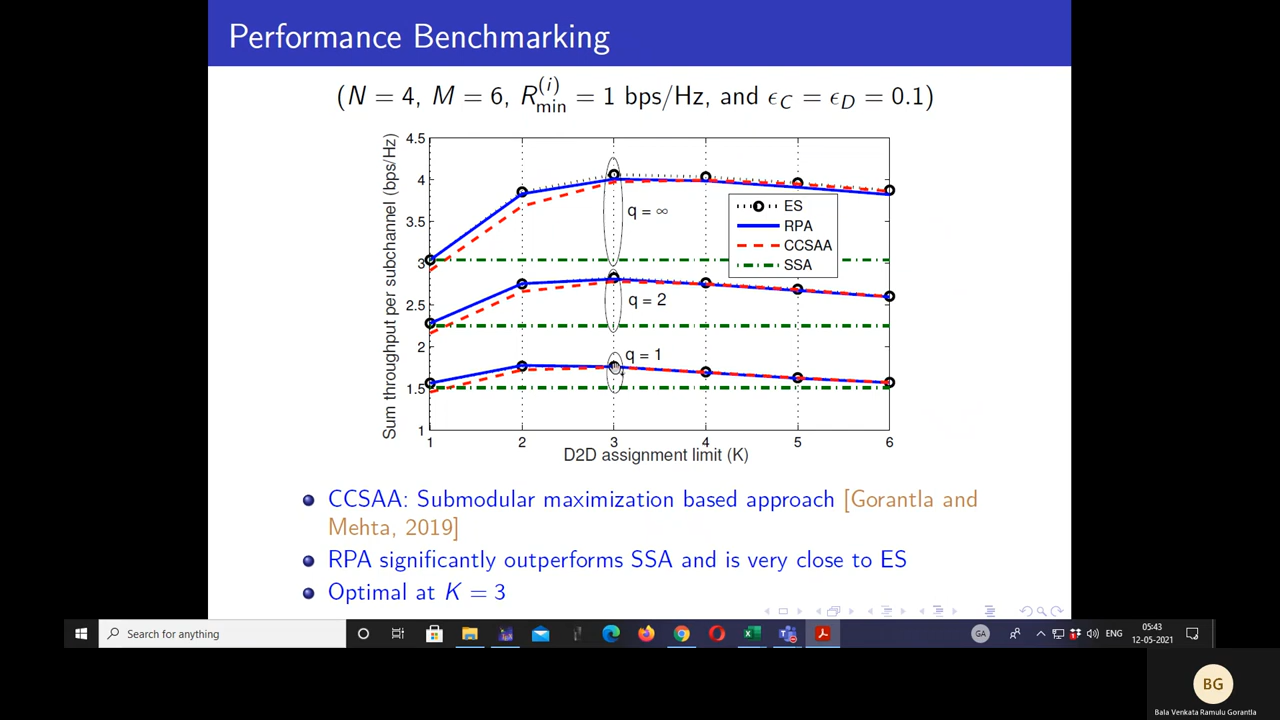 Performance Benchmarking
(N = 4, M = 6, R_min^(i) = 1 bps/Hz, and ϵ_C = ϵ_D = 0.1)
Sum throughput per subchannel (bps/Hz)
4.5
4
3.5
3
2.5
2
1.5
1
q = ∞
q = 2
q = 1
ES
RPA
CCSAA
SSA
1 2 3 4 5 6
D2D assignment limit (K)
CCSAA: Submodular maximization based approach [Gorantla and
Mehta, 2019]
RPA significantly outperforms SSA and is very close to ES
Optimal at K = 3
Search for anything
GA
ENG
05:43
12-05-2021
BG
Bala Venkata Ramulu Gorantla